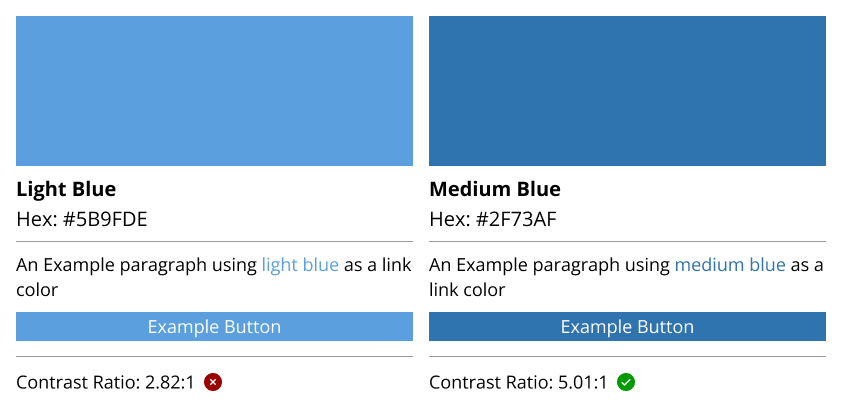 Light Blue
Hex: #5B9FDE
An Example paragraph using light blue as a link
color
Example Button
Contrast Ratio: 2.82:1
Medium Blue
Hex: #2F73AF
An Example paragraph using medium blue as a
link color
Example Button
Contrast Ratio: 5.01:1